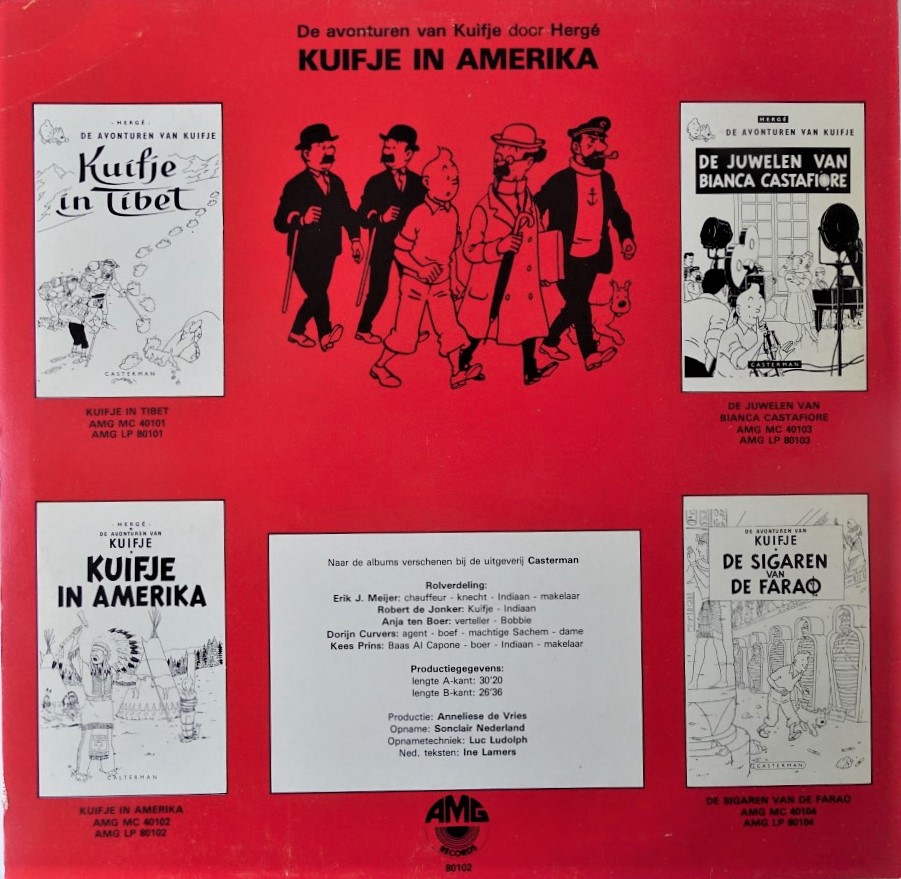 De avonturen van Kuifje door Hergé
KUIFJE IN AMERIKA
· HERGÉ ·
DE AVONTUREN VAN KUIFJE
Kuifje
in Tibet
CASTERMAN
KUIFJE IN TIBET
AMG MC 40101
AMG LP 80101
HERGÉ
DE AVONTUREN VAN KUIFJE
DE JUWELEN VAN
BIANCA CASTAFIORE
CASTERMAN
DE JUWELEN VAN
BIANCA CASTAFIORE
AMG MC 40103
AMG LP 80103
- HERGÉ -
DE AVONTUREN VAN
KUIFJE
KUIFJE
IN AMERIKA
CASTERMAN
KUIFJE IN AMERIKA
AMG MC 40102
AMG LP 80102
Naar de albums verschenen bij de uitgeverij Casterman
Rolverdeling:
Erik J. Meijer: chauffeur - knecht - Indiaan - makelaar
Robert de Jonker: Kuifje - Indiaan
Anja ten Boer: verteller - Bobbie
Dorijn Curvers: agent - boef - machtige Sachem - dame
Kees Prins: Baas Al Capone - boer - Indiaan - makelaar
Productiegegevens:
lengte A-kant: 30'20
lengte B-kant: 26'36
Productie: Anneliese de Vries
Opname: Sonclair Nederland
Opnametechniek: Luc Ludolph
Ned. teksten: Ine Lamers
DE AVONTUREN VAN
KUIFJE
DE SIGAREN
VAN
DE FARAO
CASTERMAN
DE SIGAREN VAN DE FARAO
AMG MC 40104
AMG LP 80104
AMG
RECORDS
80102